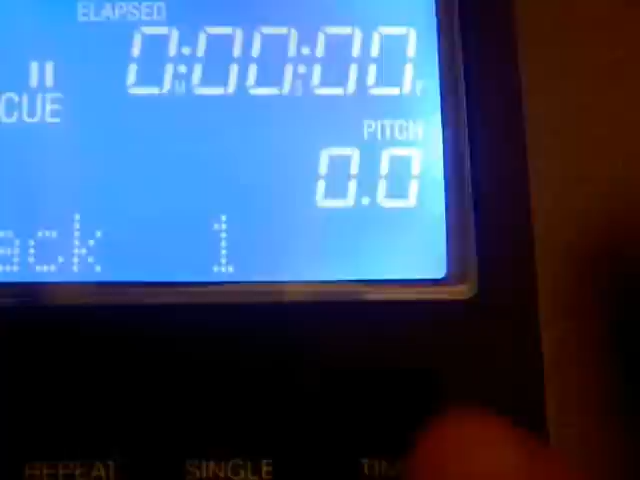 ELAPSED
0:00:00
M S F
CUE
PITCH
0.0
1
REPEAT SINGLE